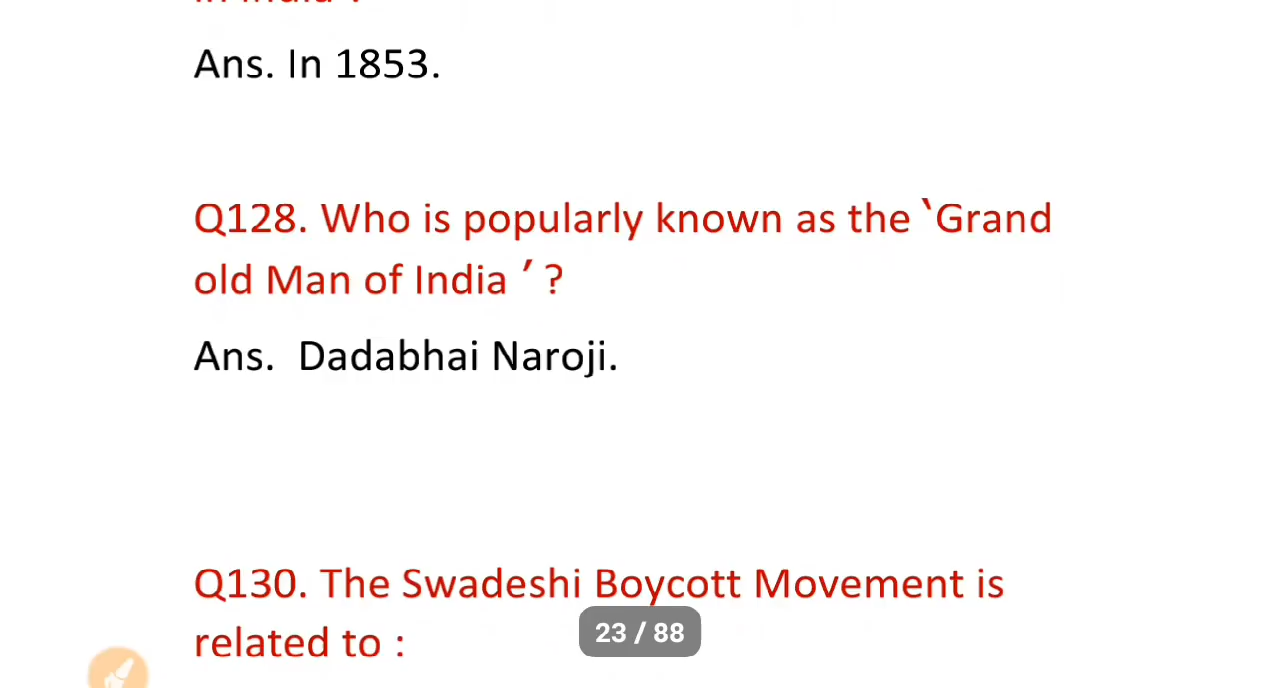 Ans. In 1853.
Q128. Who is popularly known as the ‵Grand
old Man of India ′ ?
Ans.  Dadabhai Naroji.
Q130. The Swadeshi Boycott Movement is
related to :
23 / 88